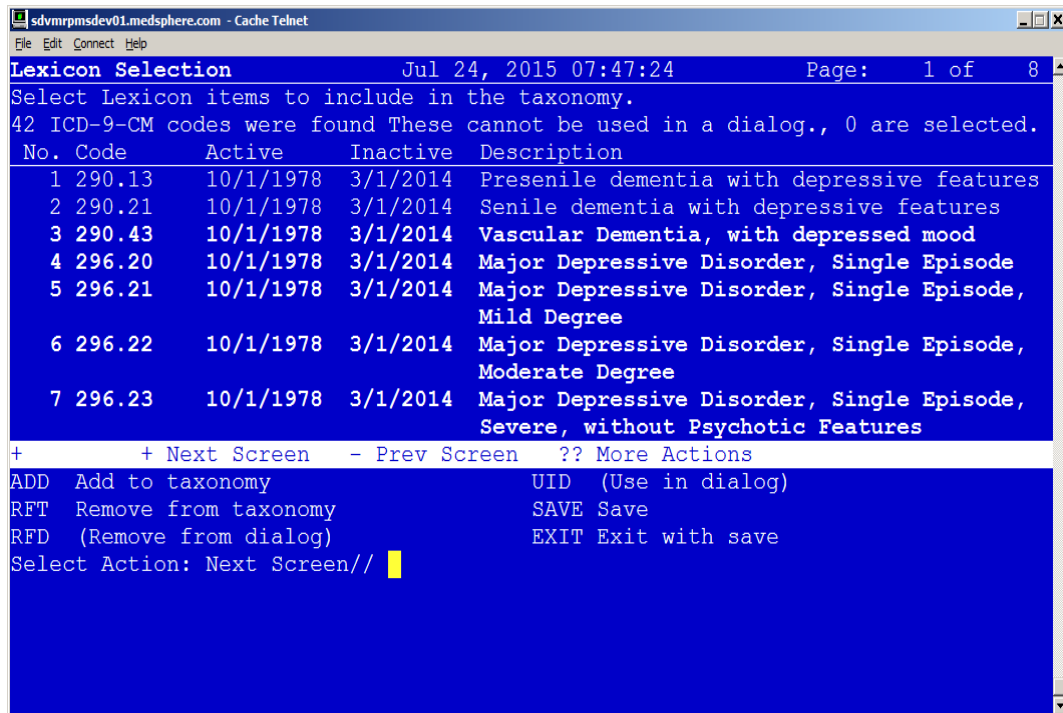 sdvmrpmsdev01.medsphere.com - Cache Telnet
File Edit Connect Help
Lexicon Selection Jul 24, 2015 07:47:24 Page: 1 of 8
Select Lexicon items to include in the taxonomy.
42 ICD-9-CM codes were found These cannot be used in a dialog., 0 are selected.
No. Code Active Inactive Description
1 290.13 10/1/1978 3/1/2014 Presenile dementia with depressive features
2 290.21 10/1/1978 3/1/2014 Senile dementia with depressive features
3 290.43 10/1/1978 3/1/2014 Vascular Dementia, with depressed mood
4 296.20 10/1/1978 3/1/2014 Major Depressive Disorder, Single Episode
5 296.21 10/1/1978 3/1/2014 Major Depressive Disorder, Single Episode,
Mild Degree
6 296.22 10/1/1978 3/1/2014 Major Depressive Disorder, Single Episode,
Moderate Degree
7 296.23 10/1/1978 3/1/2014 Major Depressive Disorder, Single Episode,
Severe, without Psychotic Features
+ + Next Screen - Prev Screen ?? More Actions
ADD Add to taxonomy UID (Use in dialog)
RFT Remove from taxonomy SAVE Save
RFD (Remove from dialog) EXIT Exit with save
Select Action: Next Screen//